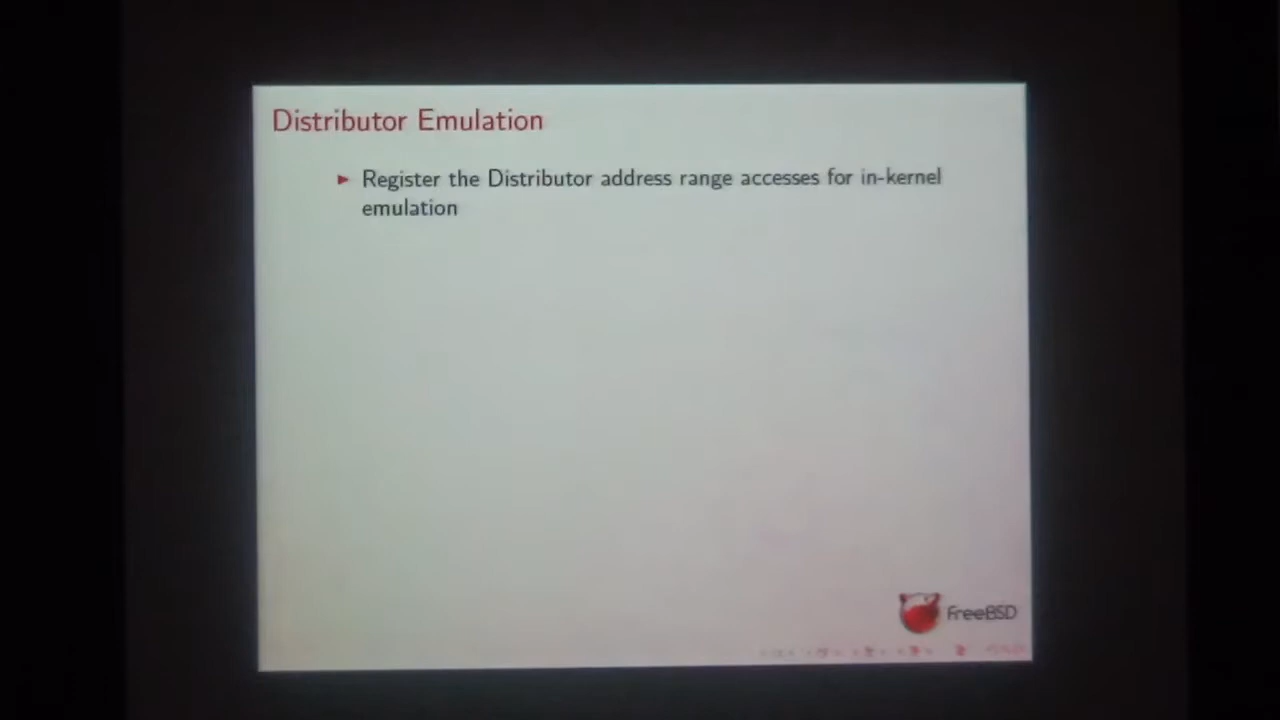 Distributor Emulation
Register the Distributor address range accesses for in-kernel
emulation
FreeBSD